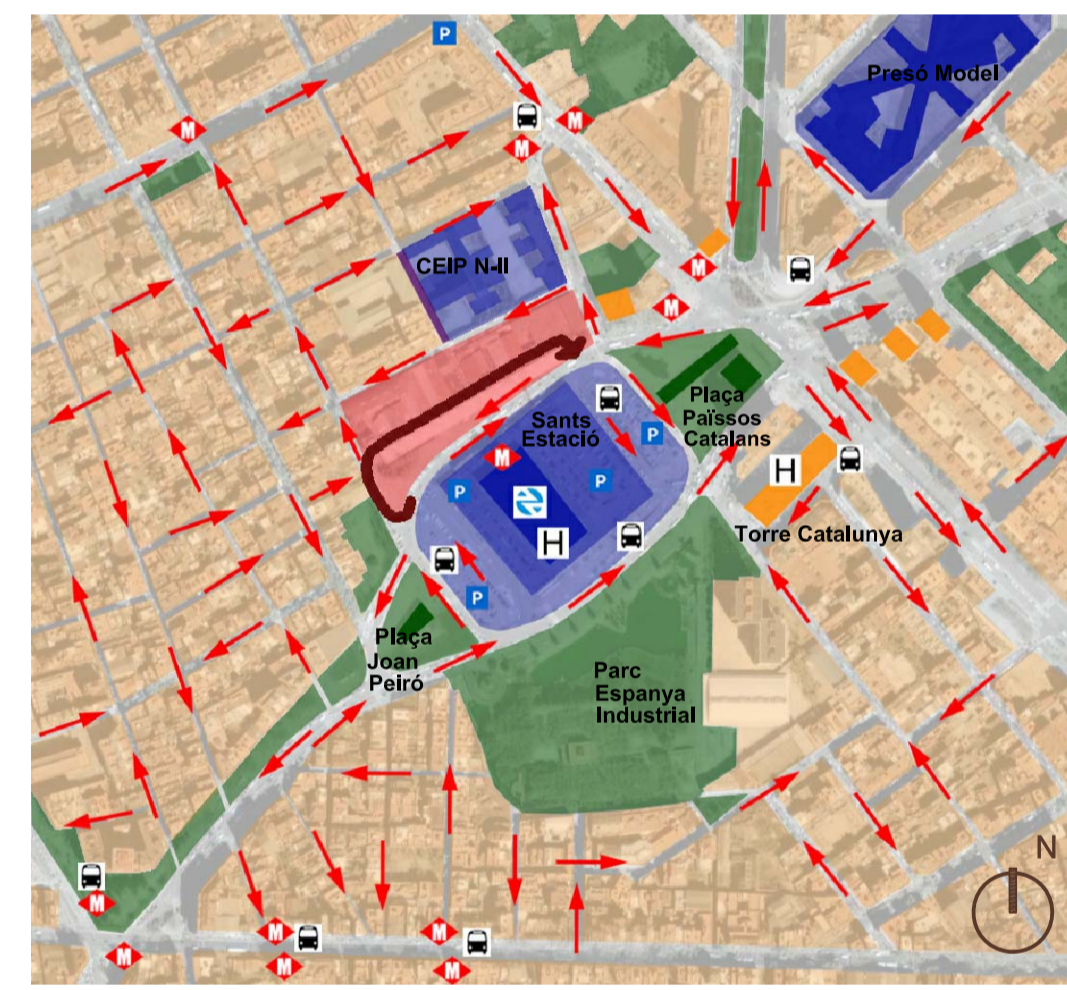 P
Presó Model
M
M
M
CEIP N-II
M
M
Plaça
Països
Catalans
Sants
Estació
P
M
P
P
H
H
Torre Catalunya
P
Plaça
Joan
Peiró
Parc
Espanya
Industrial
N
M
M
M
M
M
M